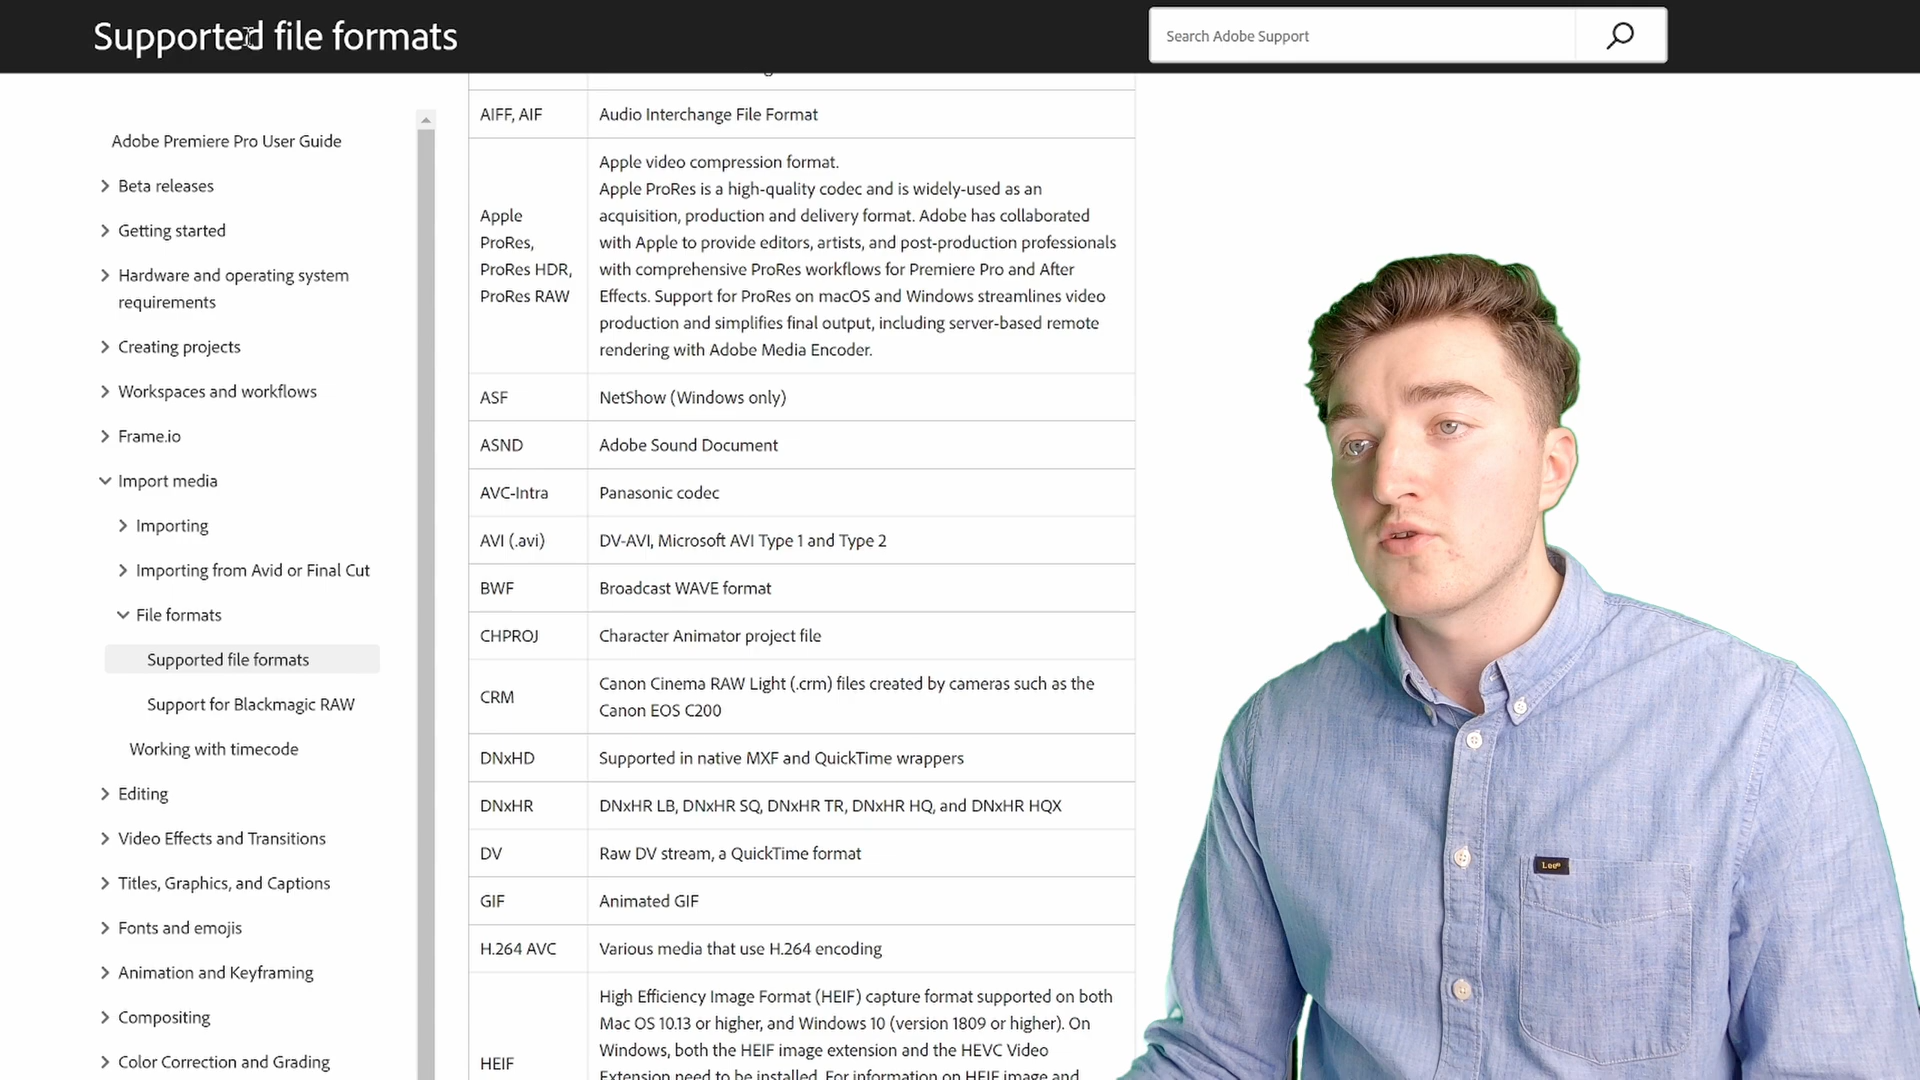 Supported file formats
Search Adobe Support
Adobe Premiere Pro User Guide
Beta releases
Getting started
Hardware and operating system
requirements
Creating projects
Workspaces and workflows
Frame.io
Import media
Importing
Importing from Avid or Final Cut
File formats
Supported file formats
Support for Blackmagic RAW
Working with timecode
Editing
Video Effects and Transitions
Titles, Graphics, and Captions
Fonts and emojis
Animation and Keyframing
Compositing
Color Correction and Grading
AIFF, AIF
Audio Interchange File Format
Apple
ProRes,
ProRes HDR,
ProRes RAW
Apple video compression format.
Apple ProRes is a high-quality codec and is widely-used as an
acquisition, production and delivery format. Adobe has collaborated
with Apple to provide editors, artists, and post-production professionals
with comprehensive ProRes workflows for Premiere Pro and After
Effects. Support for ProRes on macOS and Windows streamlines video
production and simplifies final output, including server-based remote
rendering with Adobe Media Encoder.
ASF
NetShow (Windows only)
ASND
Adobe Sound Document
AVC-Intra
Panasonic codec
AVI (.avi)
DV-AVI, Microsoft AVI Type 1 and Type 2
BWF
Broadcast WAVE format
CHPROJ
Character Animator project file
CRM
Canon Cinema RAW Light (.crm) files created by cameras such as the
Canon EOS C200
DNxHD
Supported in native MXF and QuickTime wrappers
DNxHR
DNxHR LB, DNxHR SQ, DNxHR TR, DNxHR HQ, and DNxHR HQX
DV
Raw DV stream, a QuickTime format
GIF
Animated GIF
H.264 AVC
Various media that use H.264 encoding
HEIF
High Efficiency Image Format (HEIF) capture format supported on both
Mac OS 10.13 or higher, and Windows 10 (version 1809 or higher). On
Windows, both the HEIF image extension and the HEVC Video
Extension need to be installed. For information on HEIF image and
Lee